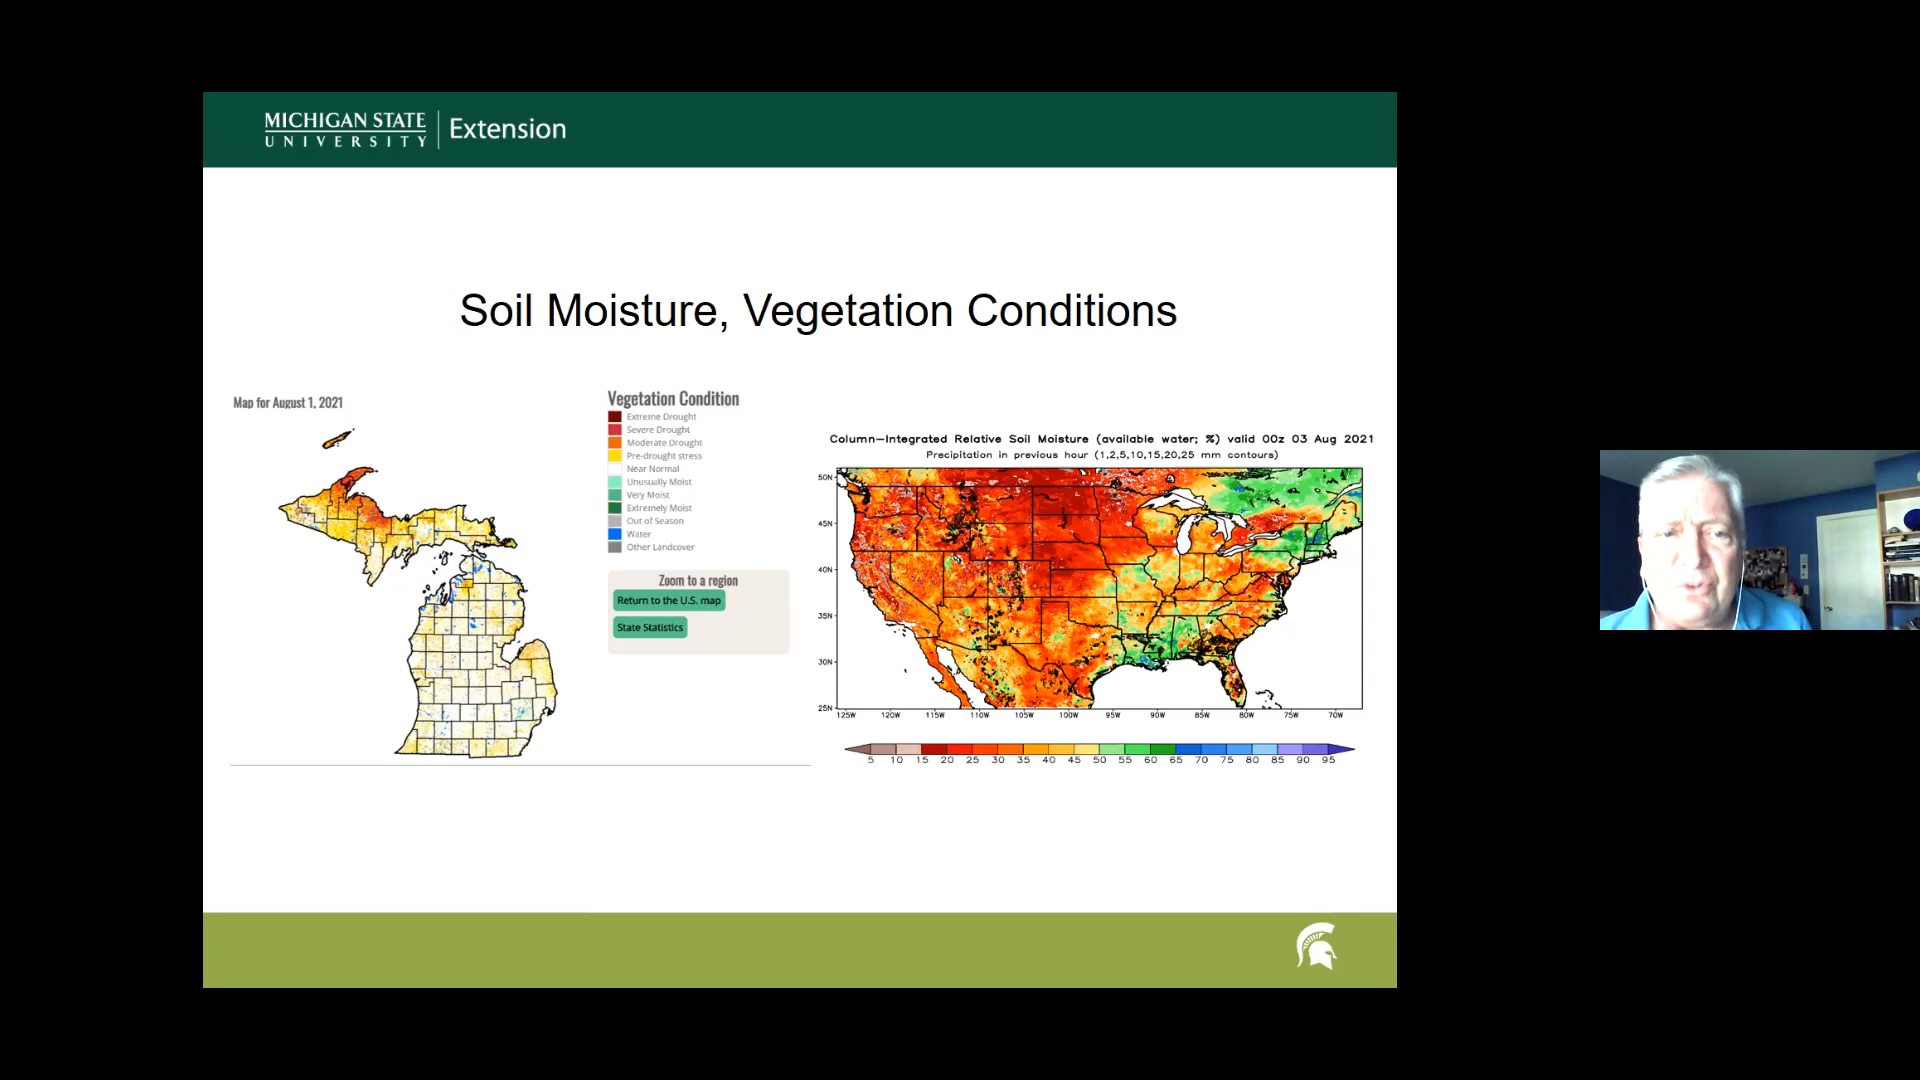 MICHIGAN STATE
UNIVERSITY
Extension
Soil Moisture, Vegetation Conditions
Map for August 1, 2021
Vegetation Condition
Extreme Drought
Severe Drought
Moderate Drought
Pre-drought stress
Near Normal
Unusually Moist
Very Moist
Extremely Moist
Out of Season
Water
Other Landcover
Zoom to a region
Return to the U.S. map
State Statistics
Column-Integrated Relative Soil Moisture (available water; %) valid 00z 03 Aug 2021
Precipitation in previous hour (1,2,5,10,15,20,25 mm contours)
50N
45N
40N
35N
30N
25N
125W 120W 115W 110W 105W 100W 95W 90W 85W 80W 75W 70W
5 10 15 20 25 30 35 40 45 50 55 60 65 70 75 80 85 90 95